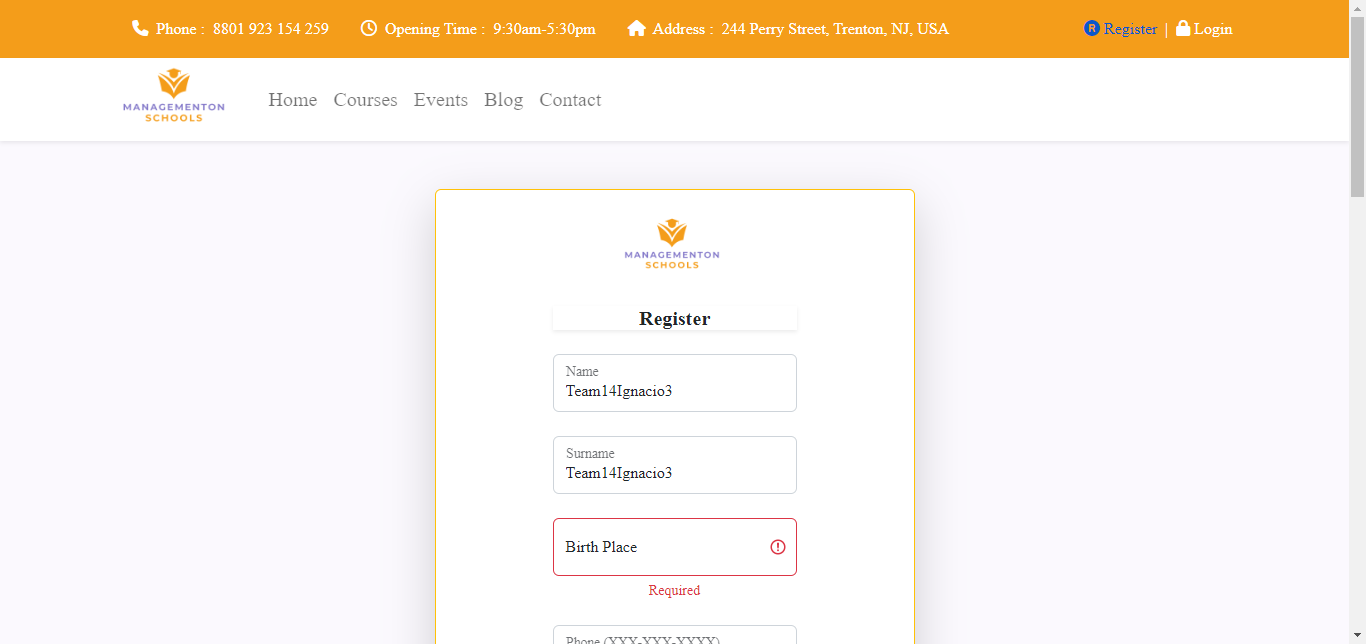 Phone : 8801 923 154 259 Opening Time : 9:30am-5:30pm Address : 244 Perry Street, Trenton, NJ, USA R Register | Login
MANAGEMENTON
SCHOOLS
Home Courses Events Blog Contact
MANAGEMENTON
SCHOOLS
Register
Name
Team14Ignacio3
Surname
Team14Ignacio3
Birth Place
Required
Phone (XXX-XXX-XXXX)